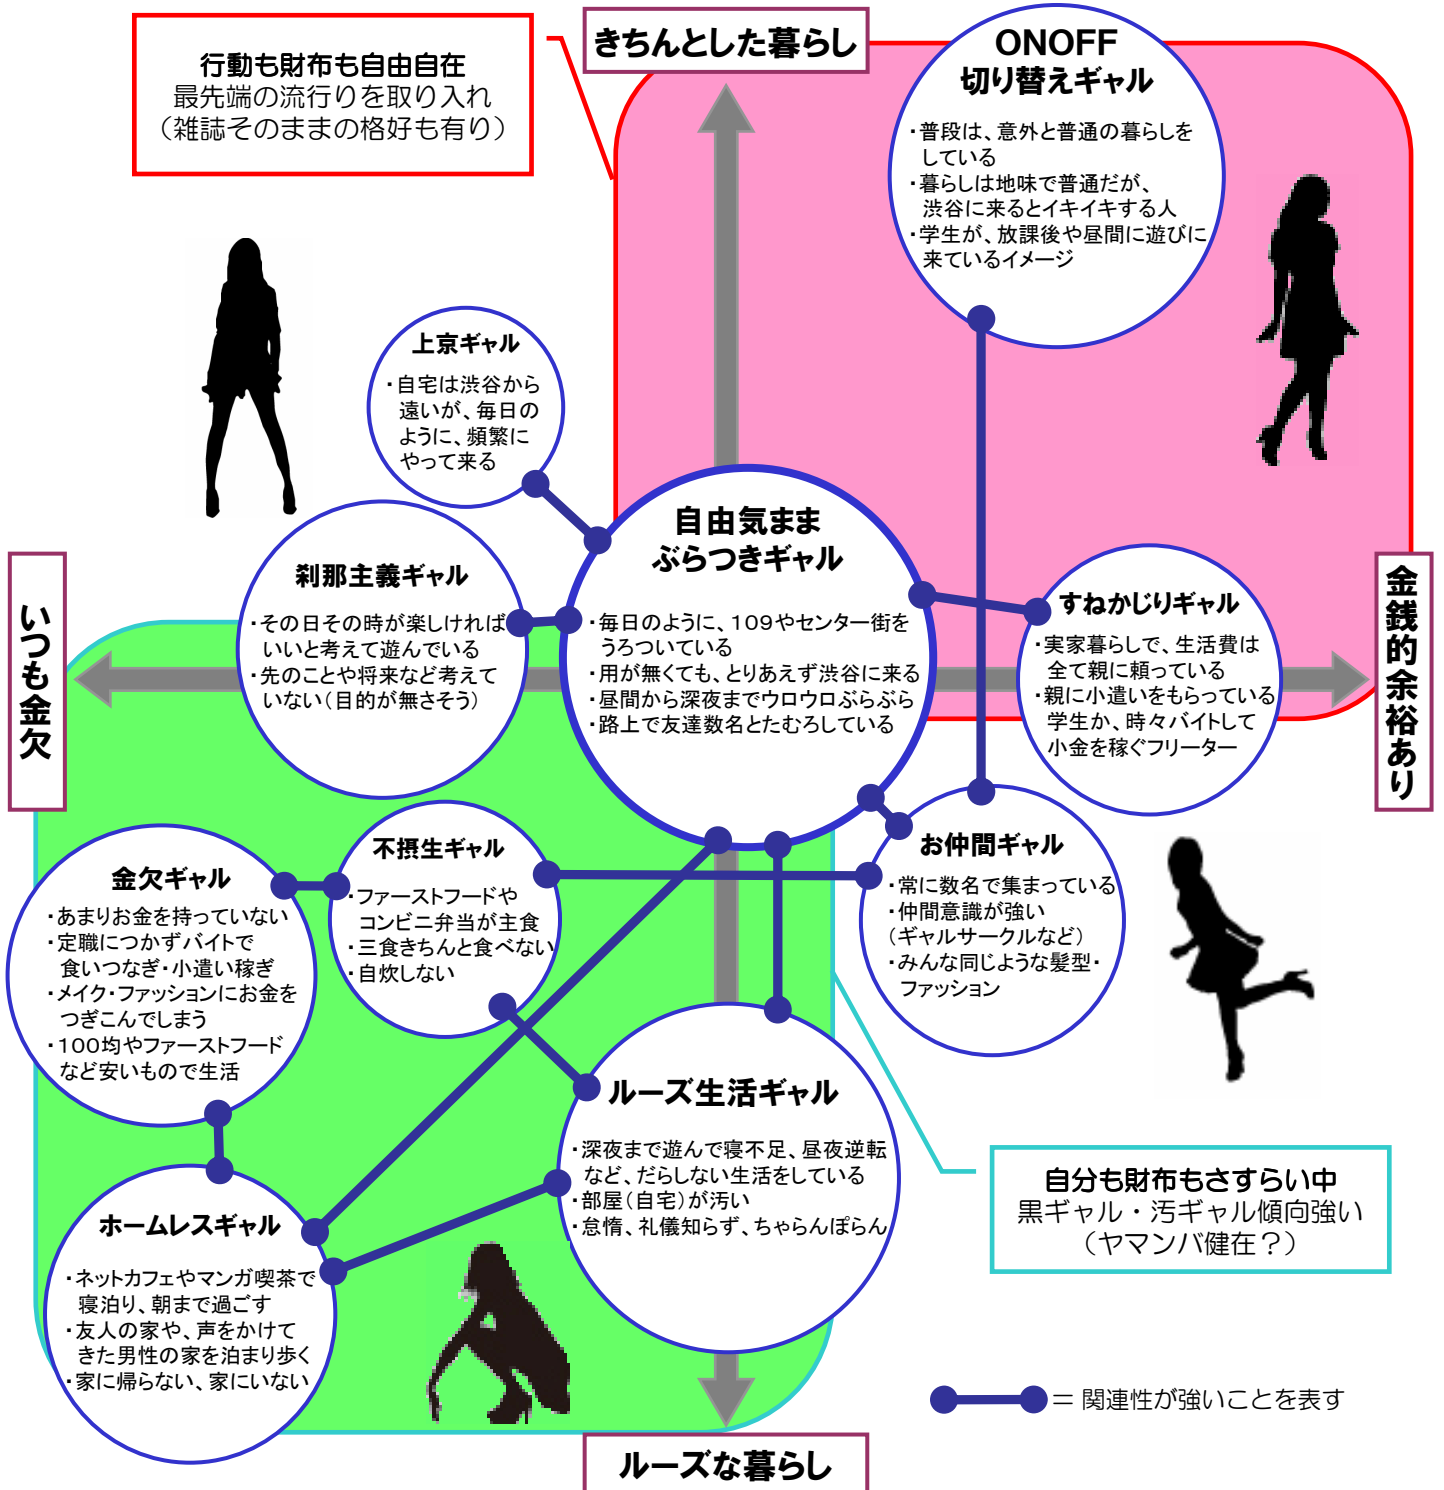 きちんとした暮らし
行動も財布も自由自在
最先端の流行りを取り入れ
（雑誌そのままの格好も有り）
ONOFF
切り替えギャル
・普段は、意外と普通の暮らしを
している
・暮らしは地味で普通だが、
渋谷に来るとイキイキする人
・学生が、放課後や昼間に遊びに
来ているイメージ
上京ギャル
・自宅は渋谷から
遠いが、毎日の
ように、頻繁に
やって来る
自由気まま
ぶらつきギャル
・毎日のように、109やセンター街を
うろついている
・用が無くても、とりあえず渋谷に来る
・昼間から深夜までウロウロぶらぶら
・路上で友達数名とたむろしている
刹那主義ギャル
・その日その時が楽しければ
いいと考えて遊んでいる
・先のことや将来など考えて
いない（目的が無さそう）
すねかじりギャル
・実家暮らしで、生活費は
全て親に頼っている
・親に小遣いをもらっている
学生か、時々バイトして
小金を稼ぐフリーター
いつも金欠
金銭的余裕あり
不摂生ギャル
・ファーストフードや
コンビニ弁当が主食
・三食きちんと食べない
・自炊しない
お仲間ギャル
・常に数名で集まっている
・仲間意識が強い
（ギャルサークルなど）
・みんな同じような髪型・
ファッション
金欠ギャル
・あまりお金を持っていない
・定職につかずバイトで
食いつなぎ・小遣い稼ぎ
・メイク・ファッションにお金を
つぎこんでしまう
・100均やファーストフード
など安いもので生活
ルーズ生活ギャル
・深夜まで遊んで寝不足、昼夜逆転
など、だらしない生活をしている
・部屋（自宅）が汚い
・怠惰、礼儀知らず、ちゃらんぽらん
自分も財布もさすらい中
黒ギャル・汚ギャル傾向強い
（ヤマンバ健在？）
ホームレスギャル
・ネットカフェやマンガ喫茶で
寝泊り、朝まで過ごす
・友人の家や、声をかけて
きた男性の家を泊まり歩く
・家に帰らない、家にいない
＝ 関連性が強いことを表す
ルーズな暮らし